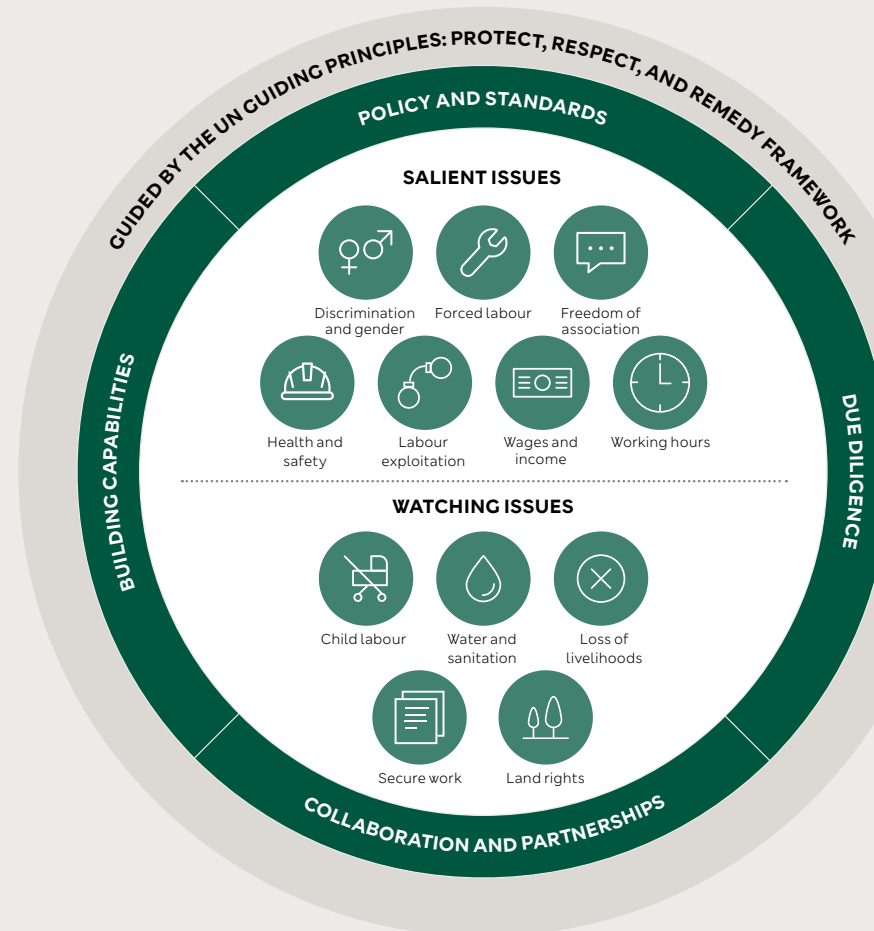 GUIDED BY THE UN GUIDING PRINCIPLES: PROTECT, RESPECT, AND REMEDY FRAMEWORK
POLICY AND STANDARDS
SALIENT ISSUES
Discrimination
and gender
Forced labour
Freedom of
association
Health and
safety
Labour
exploitation
Wages and
income
Working hours
BUILDING CAPABILITIES
DUE DILIGENCE
WATCHING ISSUES
Child labour
Water and
sanitation
Loss of
livelihoods
Secure work
Land rights
COLLABORATION AND PARTNERSHIPS